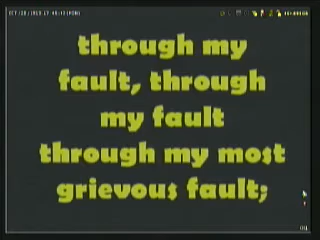 through my
fault, through
my fault
through my most
grievous fault;